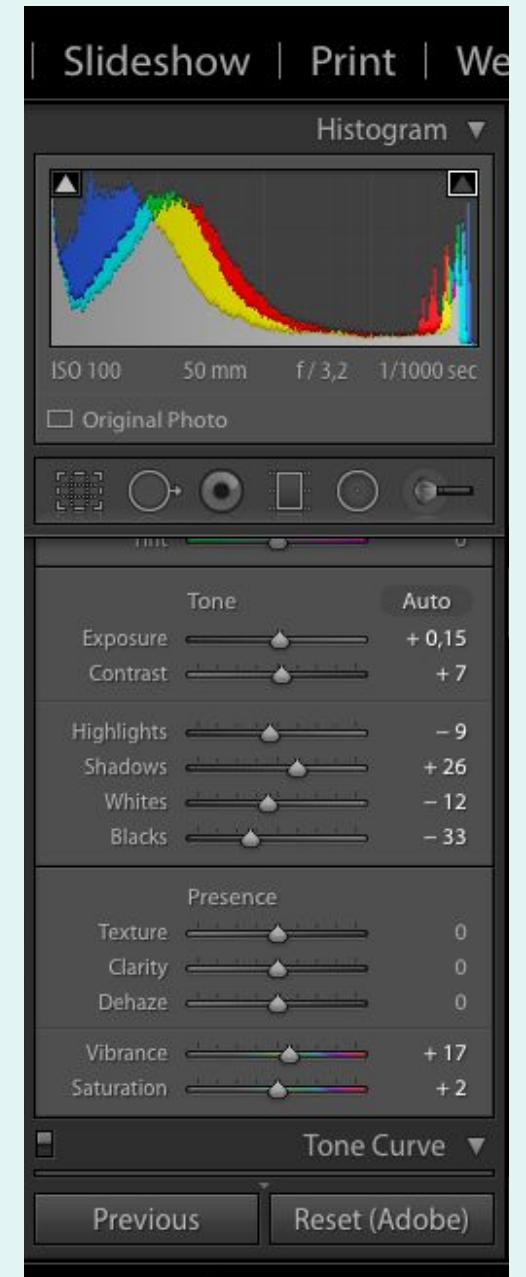 | Slideshow | Print | We
Histogram ▼
ISO 100 50 mm f / 3,2 1/1000 sec
Original Photo
Tint 0
Tone Auto
Exposure + 0,15
Contrast + 7
Highlights – 9
Shadows + 26
Whites – 12
Blacks – 33
Presence
Texture 0
Clarity 0
Dehaze 0
Vibrance + 17
Saturation + 2
Tone Curve ▼
Previous Reset (Adobe)